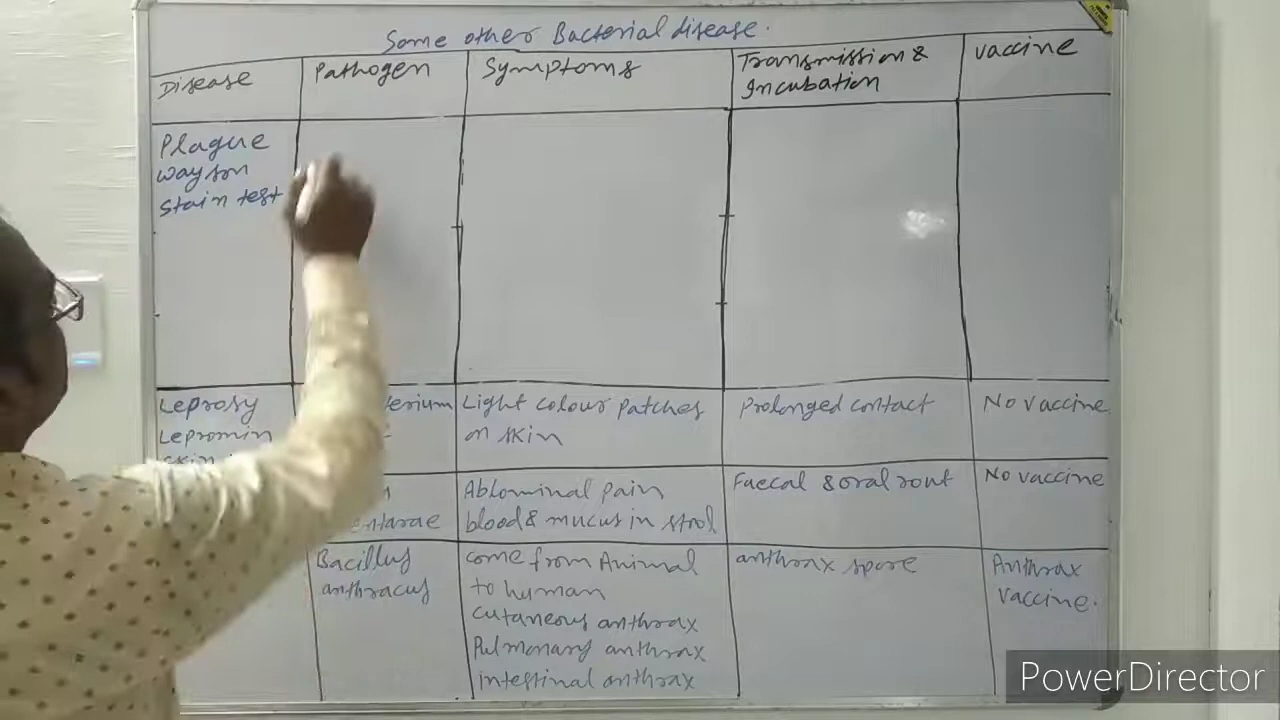 Some other Bacterial disease.
Disease
Pathogen
Symptoms
Transmission &
Incubation
Vaccine
Plague
wayson
stain test
Leprosy
Lepromin
Light colour patches
on skin
Prolonged contact
No vaccine
Abdominal pain
blood & mucus in stool
Faecal & oral rout
No vaccine
Bacillus
anthracus
come from Animal
to human
cutaneous anthrax
Pulmonary anthrax
intestinal anthrax
anthrax spore
Anthrax
vaccine.
PowerDirector